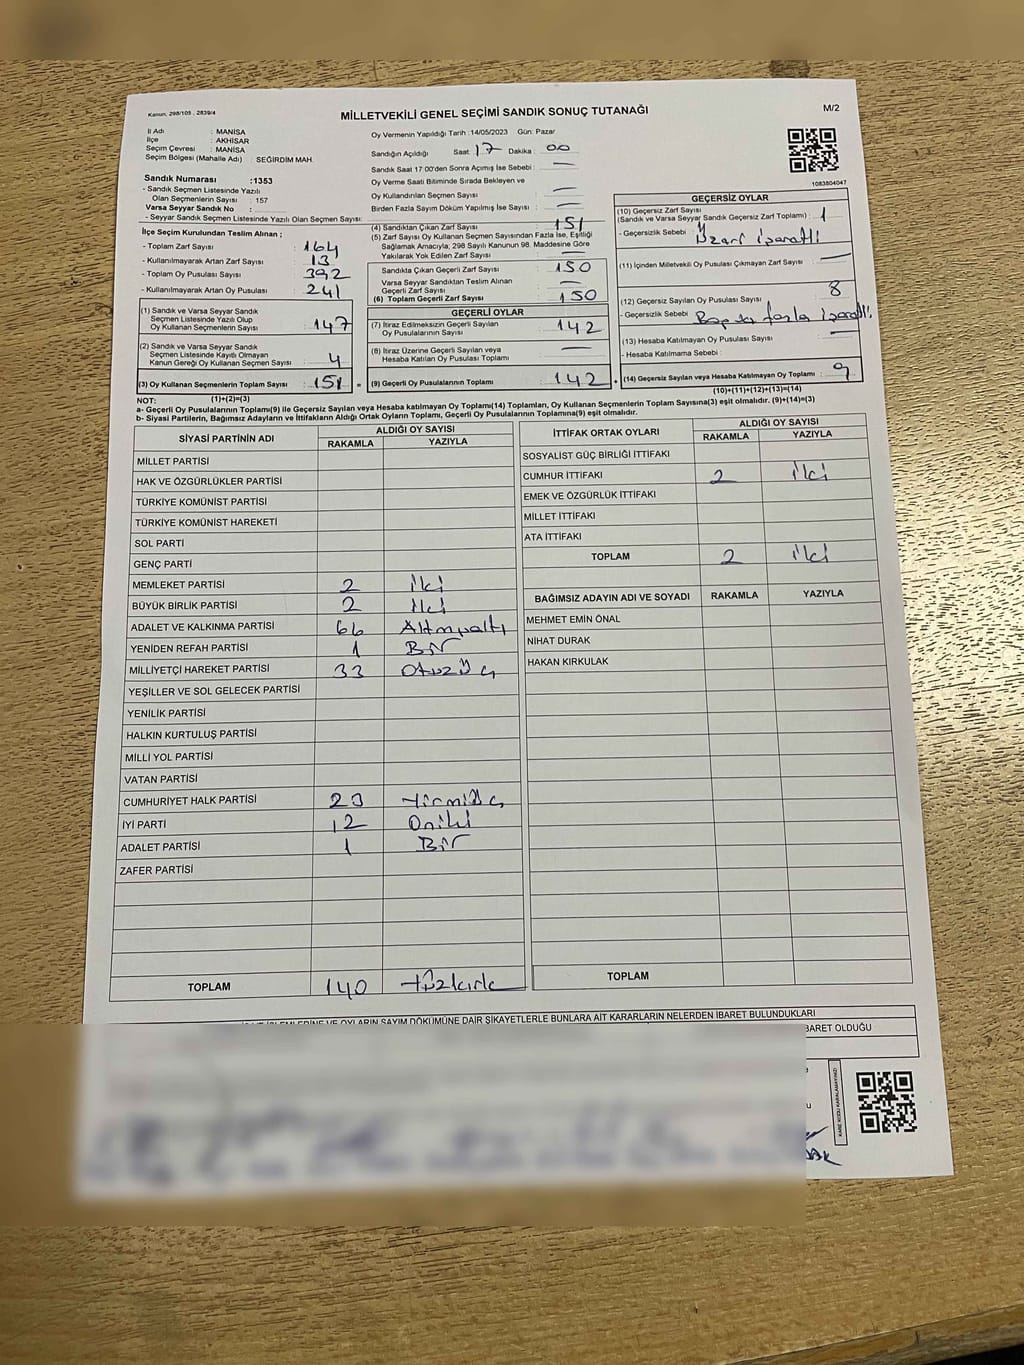 Kanun, 298/105 , 2839/4
MİLLETVEKİLİ GENEL SEÇİMİ SANDIK SONUÇ TUTANAĞI
M/2
İl Adı : MANİSA
İlçe : AKHİSAR
Seçim Çevresi : MANİSA
Seçim Bölgesi (Mahalle Adı) SEĞİRDİM MAH.
Sandık Numarası :1353
- Sandık Seçmen Listesinde Yazılı
Olan Seçmenlerin Sayısı : 157
Varsa Seyyar Sandık No :
- Seyyar Sandık Seçmen Listesinde Yazılı Olan Seçmen Sayısı:
İlçe Seçim Kurulundan Teslim Alınan ;
- Toplam Zarf Sayısı : 164
- Kullanılmayarak Artan Zarf Sayısı : 13
- Toplam Oy Pusulası Sayısı : 392
- Kullanılmayarak Artan Oy Pusulası : 241
(1) Sandık ve Varsa Seyyar Sandık
Seçmen Listesinde Yazılı Olup
Oy Kullanan Seçmenlerin Sayısı : 147
(2) Sandık ve Varsa Seyyar Sandık
Seçmen Listesinde Kayıtlı Olmayan
Kanun Gereği Oy Kullanan Seçmen Sayısı : 4
(3) Oy Kullanan Seçmenlerin Toplam Sayısı : 151 =
Oy Vermenin Yapıldığı Tarih :14/05/2023 Gün: Pazar
Sandığın Açıldığı Saat : 17 Dakika : 00
Sandık Saat 17.00'den Sonra Açımış İse Sebebi : —
Oy Verme Saati Bitiminde Sırada Bekleyen ve
Oy Kullandırılan Seçmen Sayısı : —
Birden Fazla Sayım Döküm Yapılmış İse Sayısı : —
(4) Sandıktan Çıkan Zarf Sayısı : 151
(5) Zarf Sayısı Oy Kullanan Seçmen Sayısından Fazla İse, Eşitliği
Sağlamak Amacıyla, 298 Sayılı Kanunun 98. Maddesine Göre
Yakılarak Yok Edilen Zarf Sayısı : —
Sandıkta Çıkan Geçerli Zarf Sayısı : 150
Varsa Seyyar Sandıktan Teslim Alınan
Geçerli Zarf Sayısı : —
(6) Toplam Geçerli Zarf Sayısı : 150
GEÇERLİ OYLAR
(7) İtiraz Edilmeksizin Geçerli Sayılan
Oy Pusulalarının Sayısı : 142
(8) İtiraz Üzerine Geçerli Sayılan veya
Hesaba Katılan Oy Pusulası Toplamı : —
(9) Geçerli Oy Pusulalarının Toplamı : 142 +
1083804047
GEÇERSİZ OYLAR
(10) Geçersiz Zarf Sayısı
(Sandık ve Varsa Seyyar Sandık Geçersiz Zarf Toplamı) : 1
- Geçersizlik Sebebi :
(11) İçinden Milletvekili Oy Pusulası Çıkmayan Zarf Sayısı : —
(12) Geçersiz Sayılan Oy Pusulası Sayısı : 8
- Geçersizlik Sebebi : fazla
(13) Hesaba Katılmayan Oy Pusulası Sayısı : —
- Hesaba Katılmama Sebebi :
(14) Geçersiz Sayılan veya Hesaba Katılmayan Oy Toplamı : 9
NOT: (1)+(2)=(3)
(10)+(11)+(12)+(13)=(14)
a- Geçerli Oy Pusulalarının Toplamı(9) ile Geçersiz Sayılan veya Hesaba katılmayan Oy Toplamı(14) Toplamları, Oy Kullanan Seçmenlerin Toplam Sayısına(3) eşit olmalıdır. (9)+(14)=(3)
b- Siyasi Partilerin, Bağımsız Adayların ve İttifakların Aldığı Ortak Oyların Toplamı, Geçerli Oy Pusulalarının Toplamına(9) eşit olmalıdır.
SİYASİ PARTİNİN ADI ALDIĞI OY SAYISI
RAKAMLA YAZIYLA
MİLLET PARTİSİ
HAK VE ÖZGÜRLÜKLER PARTİSİ
TÜRKİYE KOMÜNİST PARTİSİ
TÜRKİYE KOMÜNİST HAREKETİ
SOL PARTİ
GENÇ PARTİ
MEMLEKET PARTİSİ 2 iki
BÜYÜK BİRLİK PARTİSİ 2 iki
ADALET VE KALKINMA PARTİSİ 66 Altmışaltı
YENİDEN REFAH PARTİSİ 1 Bir
MİLLİYETÇİ HAREKET PARTİSİ 33 Otuzüç
YEŞİLLER VE SOL GELECEK PARTİSİ
YENİLİK PARTİSİ
HALKIN KURTULUŞ PARTİSİ
MİLLİ YOL PARTİSİ
VATAN PARTİSİ
CUMHURİYET HALK PARTİSİ 23 Yirmiüç
İYİ PARTİ 12 Oniki
ADALET PARTİSİ 1 Bir
ZAFER PARTİSİ
TOPLAM 140 Yüzkırk
İTTİFAK ORTAK OYLARI ALDIĞI OY SAYISI
RAKAMLA YAZIYLA
SOSYALİST GÜÇ BİRLİĞİ İTTİFAKI
CUMHUR İTTİFAKI 2 iki
EMEK VE ÖZGÜRLÜK İTTİFAKI
MİLLET İTTİFAKI
ATA İTTİFAKI
TOPLAM 2 iki
BAĞIMSIZ ADAYIN ADI VE SOYADI RAKAMLA YAZIYLA
MEHMET EMİN ÖNAL
NİHAT DURAK
HAKAN KIRKULAK
TOPLAM
İŞLEMLERİNE VE OYLARIN SAYIM DÖKÜMÜNE DAİR ŞİKAYETLERLE BUNLARA AİT KARARLARIN NELERDEN İBARET BULUNDUKLARI
BARET OLDUĞU
KARE KODU KARALAMAYINIZ!